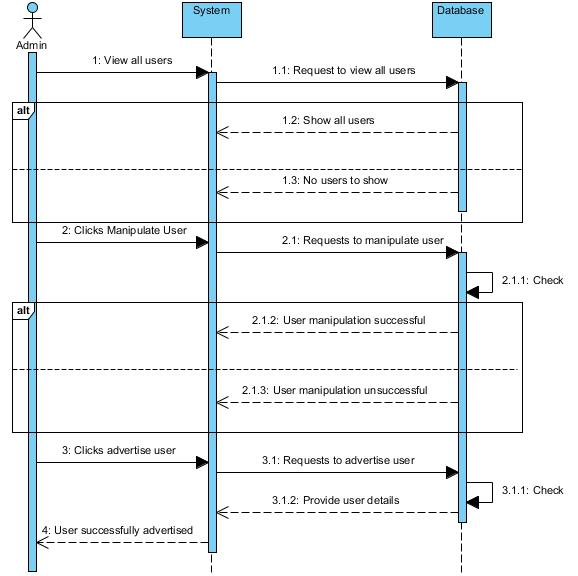 Admin
System
Database
1: View all users
1.1: Request to view all users
alt
1.2: Show all users
1.3: No users to show
2: Clicks Manipulate User
2.1: Requests to manipulate user
2.1.1: Check
alt
2.1.2: User manipulation successful
2.1.3: User manipulation unsuccessful
3: Clicks advertise user
3.1: Requests to advertise user
3.1.1: Check
3.1.2: Provide user details
4: User successfully advertised